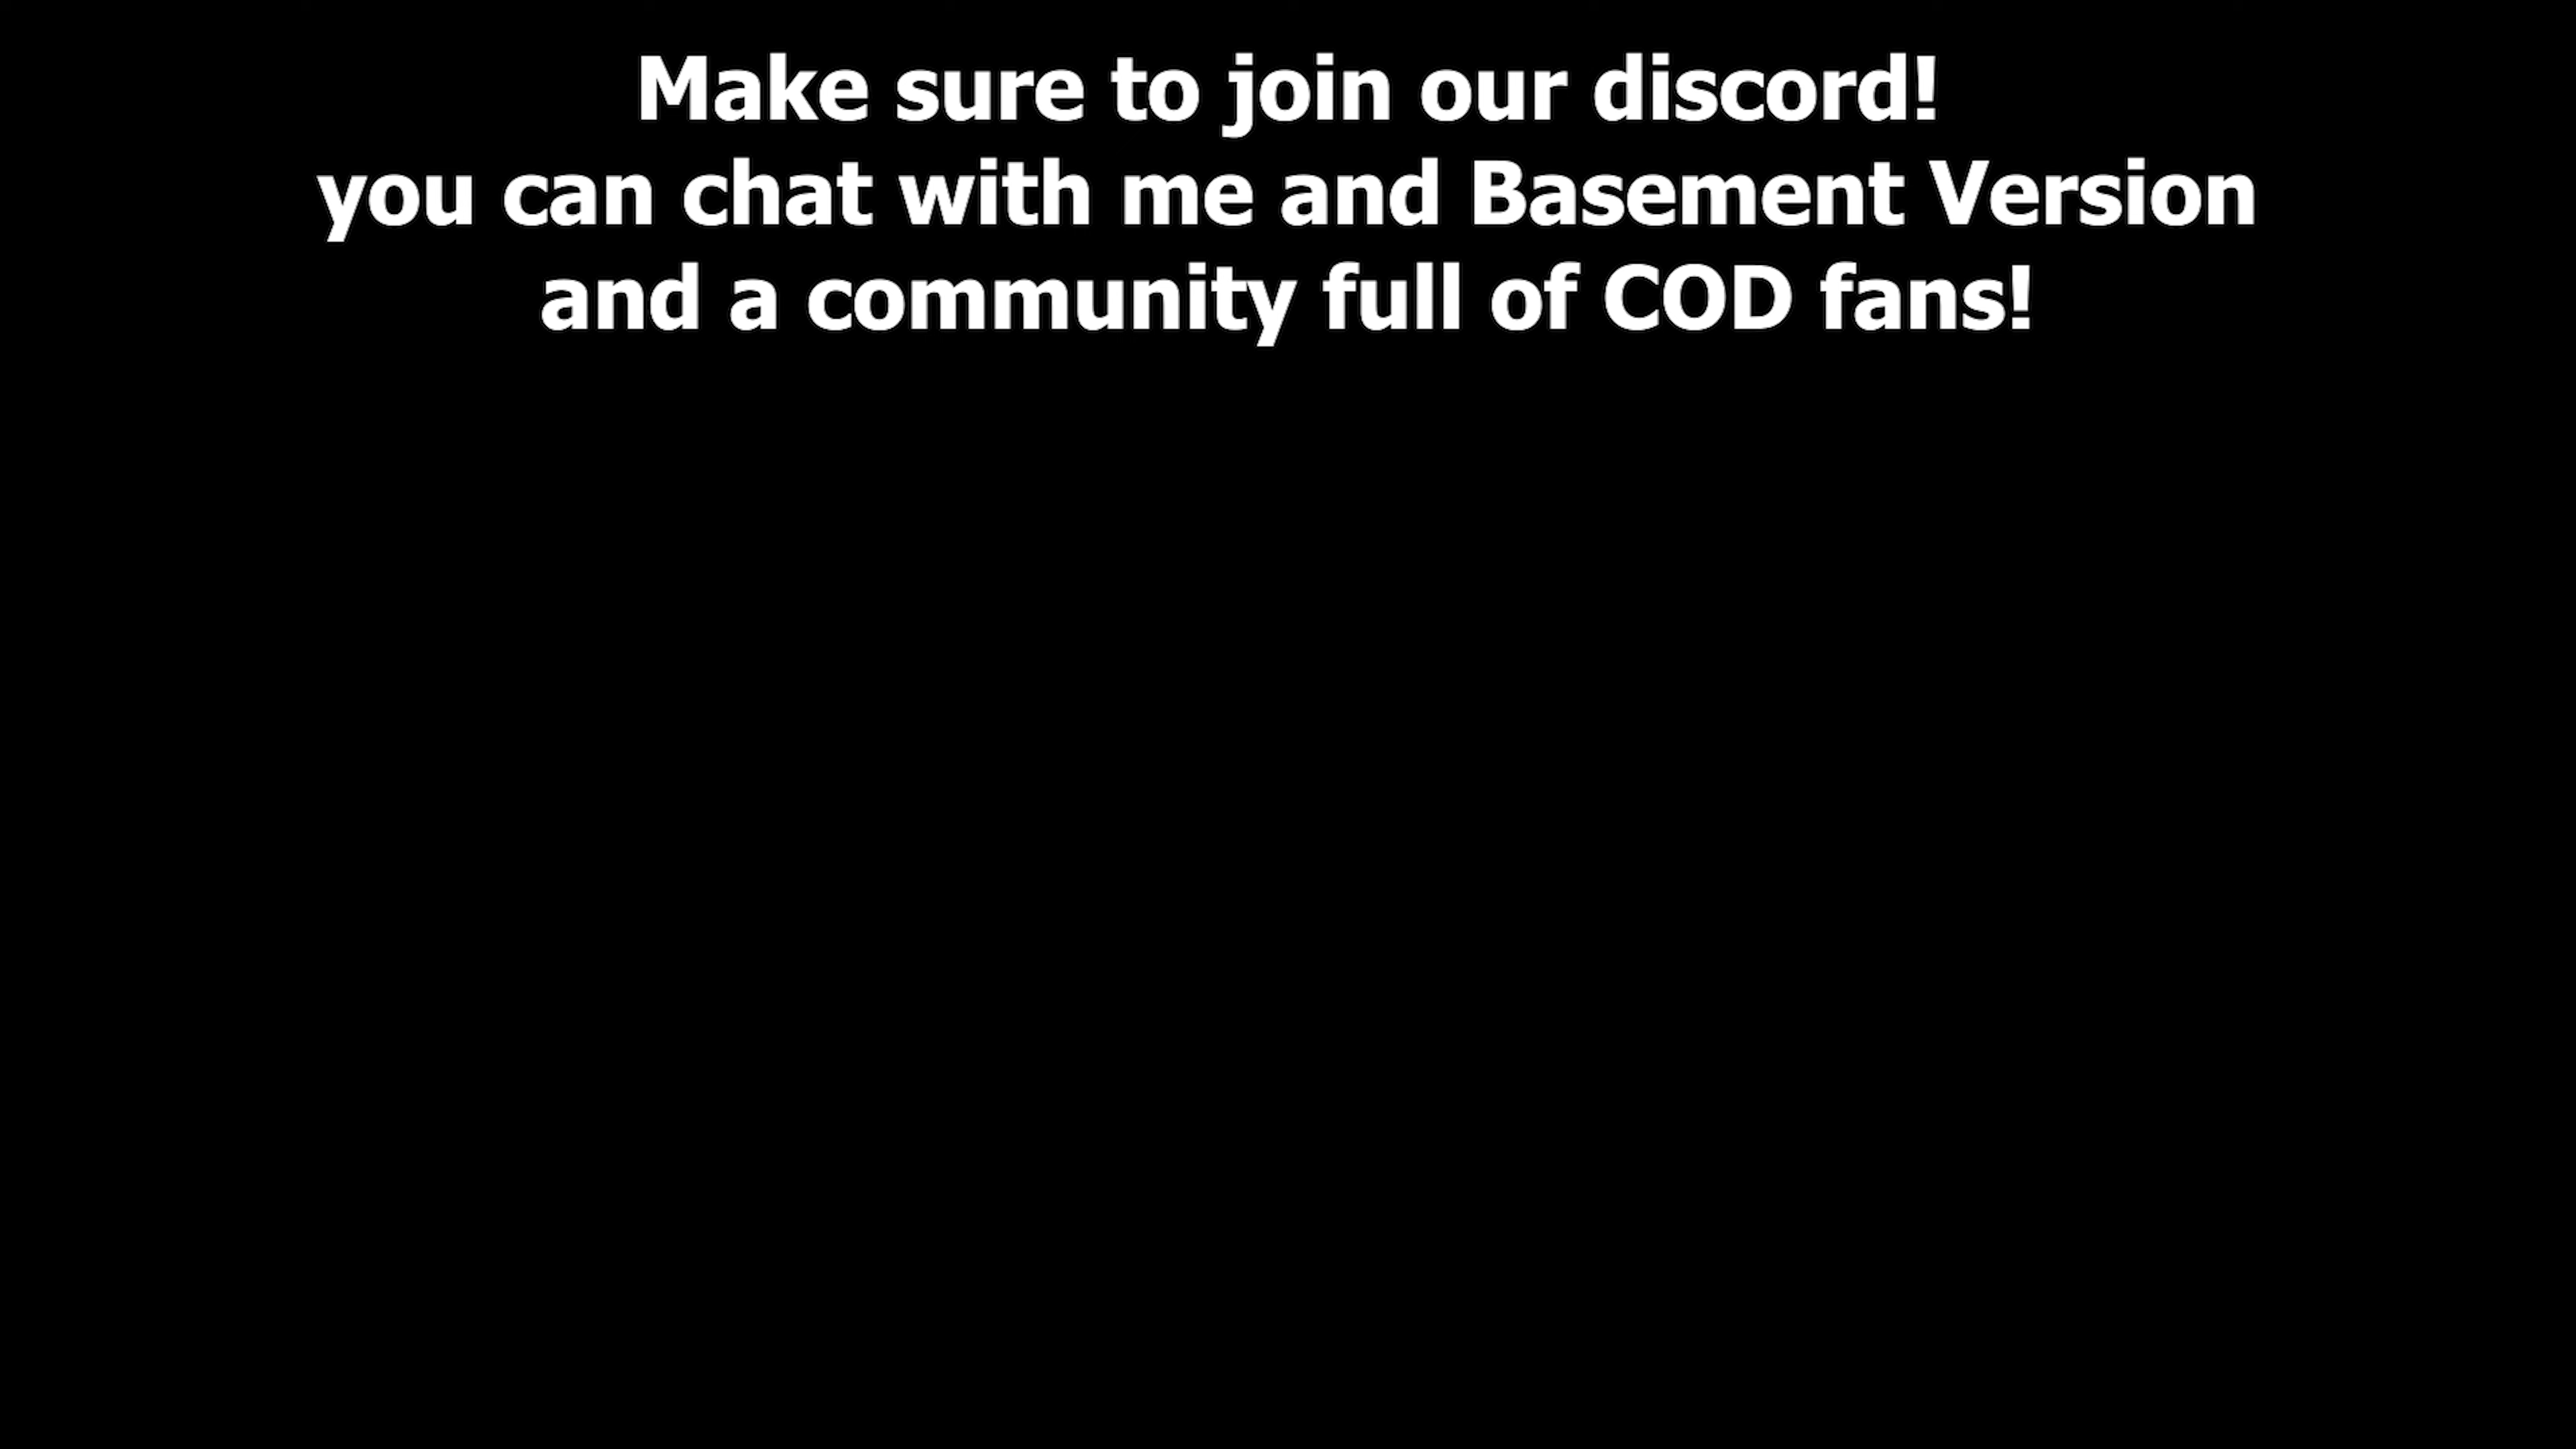 Make sure to join our discord!
you can chat with me and Basement Version
and a community full of COD fans!